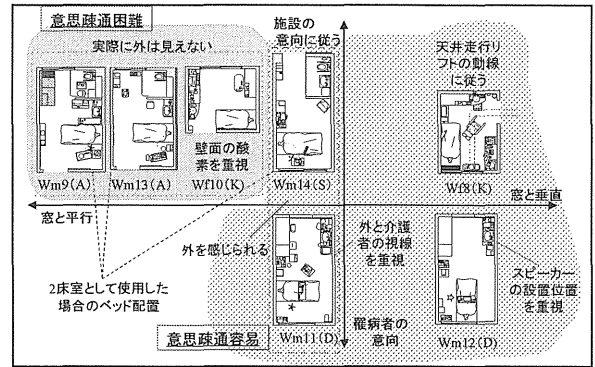 意思疎通困難
実際に外は見えない
施設の
意向に従う
天井走行リ
フトの動線
に従う
壁面の酸
素を重視
Wm9(A)
Wm13(A)
Wf10(K)
Wm14(S)
Wf8(K)
窓と平行
窓と垂直
外を感じられる
外と介護
者の視線
を重視
2床室として使用した
場合のベッド配置
スピーカー
の設置位置
を重視
罹病者の
意向
意思疎通容易
Wm11(D)
Wm12(D)